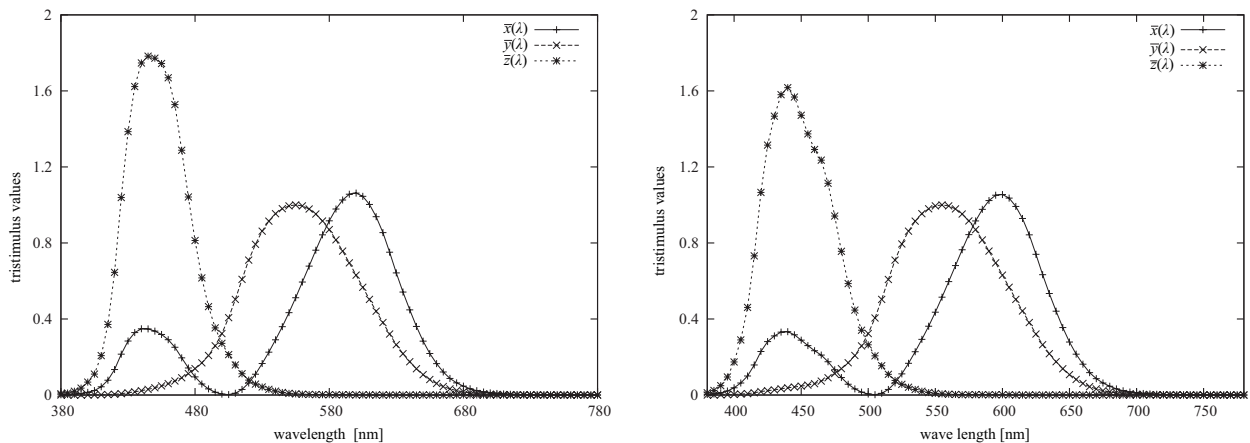 2
1.6
1.2
0.8
0.4
0
tristimulus values
x̅(λ)
y̅(λ)
z̅(λ)
380 480 580 680 780
wavelength [nm]
2
1.6
1.2
0.8
0.4
0
tristimulus values
x̅(λ)
y̅(λ)
z̅(λ)
400 450 500 550 600 650 700 750
wave length [nm]